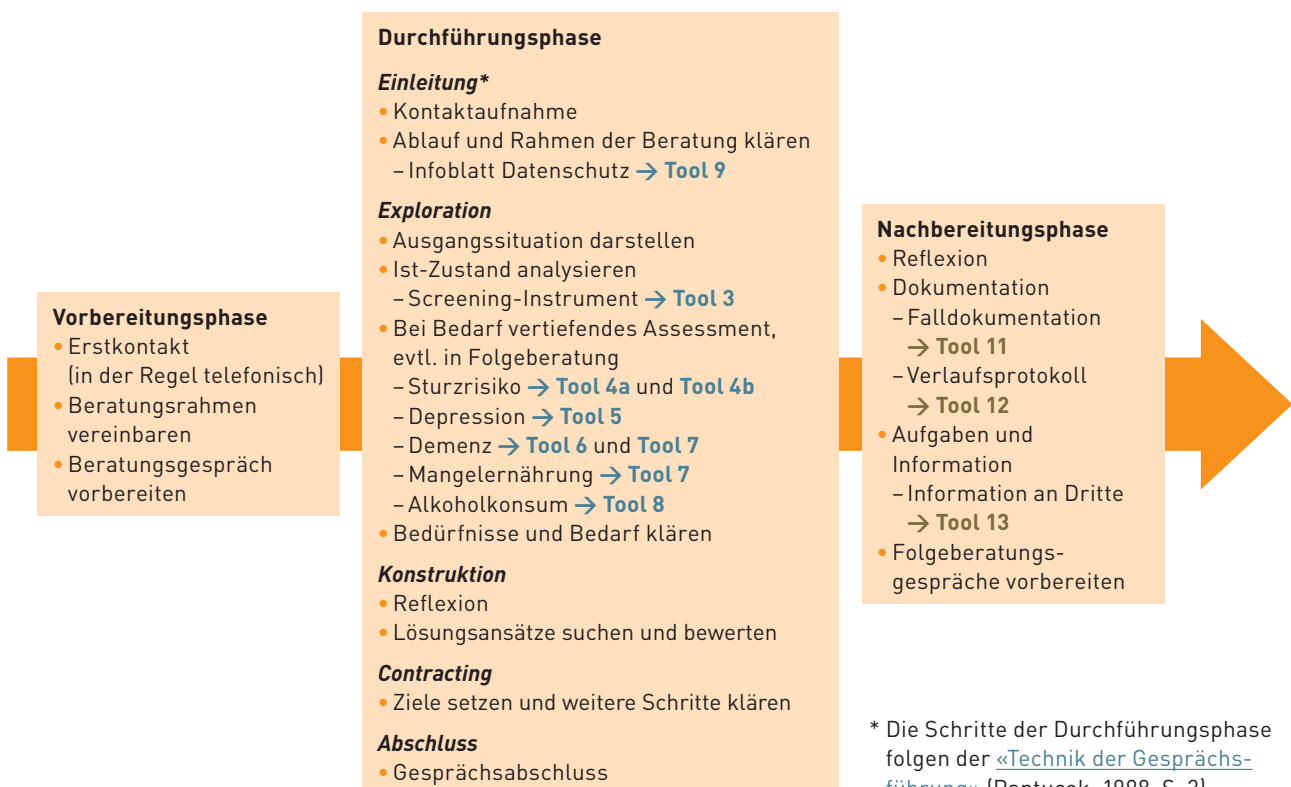 Vorbereitungsphase
• Erstkontakt
(in der Regel telefonisch)
• Beratungsrahmen
vereinbaren
• Beratungsgespräch
vorbereiten
Durchführungsphase
Einleitung*
• Kontaktaufnahme
• Ablauf und Rahmen der Beratung klären
– Infoblatt Datenschutz → Tool 9
Exploration
• Ausgangssituation darstellen
• Ist-Zustand analysieren
– Screening-Instrument → Tool 3
• Bei Bedarf vertiefendes Assessment,
evtl. in Folgeberatung
– Sturzrisiko → Tool 4a und Tool 4b
– Depression → Tool 5
– Demenz → Tool 6 und Tool 7
– Mangelernährung → Tool 7
– Alkoholkonsum → Tool 8
• Bedürfnisse und Bedarf klären
Konstruktion
• Reflexion
• Lösungsansätze suchen und bewerten
Contracting
• Ziele setzen und weitere Schritte klären
Abschluss
• Gesprächsabschluss
Nachbereitungsphase
• Reflexion
• Dokumentation
– Falldokumentation
→ Tool 11
– Verlaufsprotokoll
→ Tool 12
• Aufgaben und
Information
– Information an Dritte
→ Tool 13
• Folgeberatungs-
gespräche vorbereiten
* Die Schritte der Durchführungsphase
folgen der «Technik der Gesprächs-
führung» (Pantucek, 1998, S. 2)